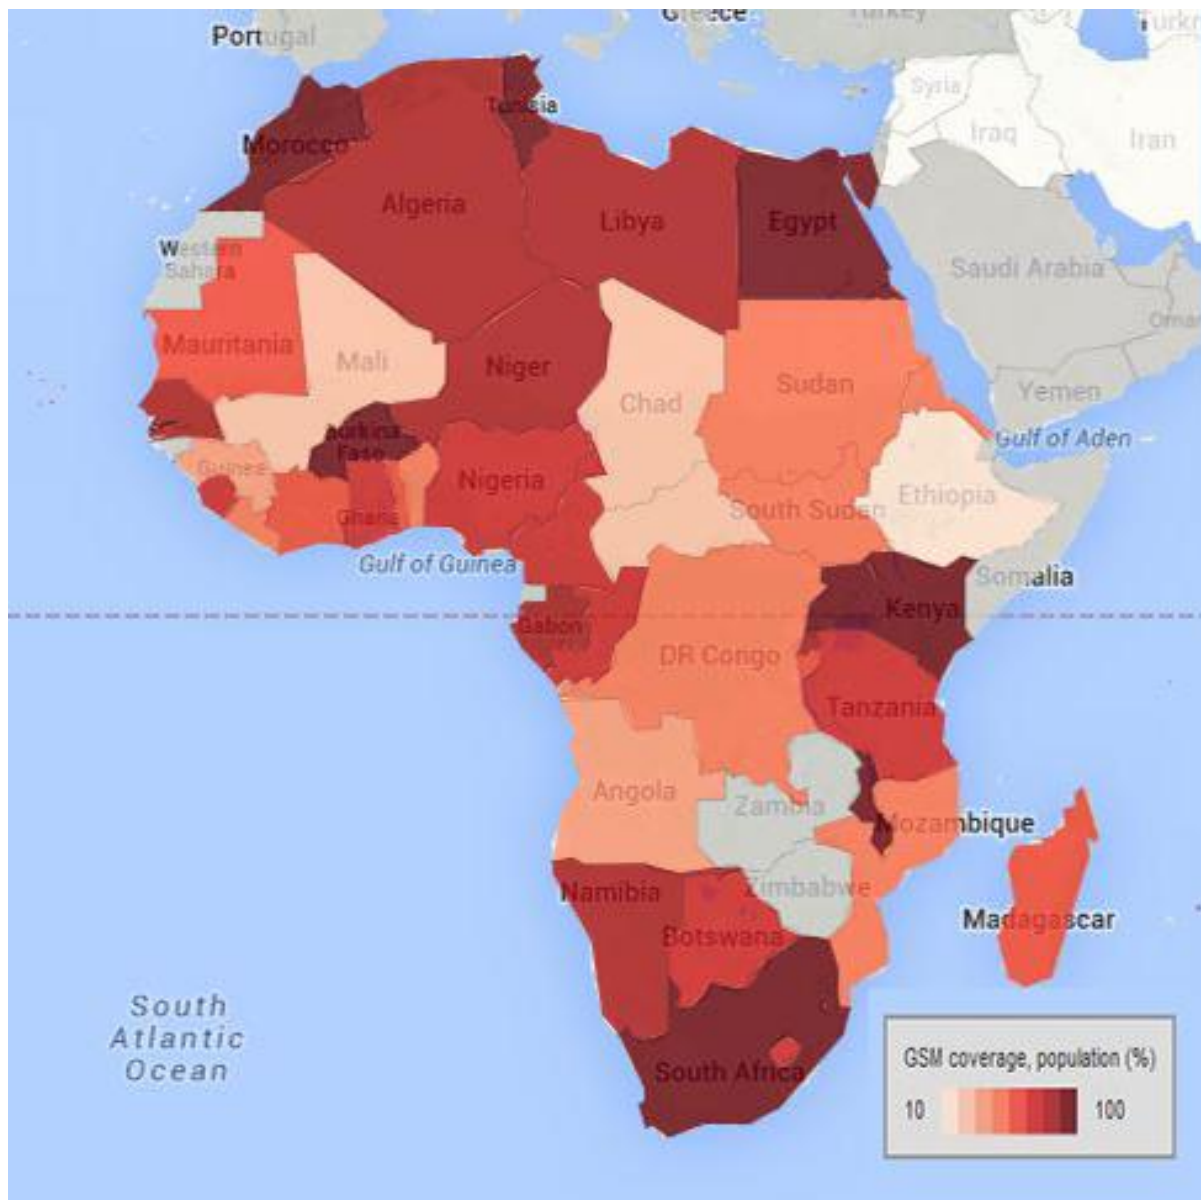 Portugal
Greece
Turkey
Syria
Iraq
Iran
Tunisia
Morocco
Algeria
Libya
Egypt
Western
Sahara
Saudi Arabia
Oman
Mauritania
Mali
Niger
Chad
Sudan
Yemen
Gulf of Aden
Burkina
Faso
Guinea
Nigeria
Ethiopia
South Sudan
Ghana
Gulf of Guinea
Somalia
Kenya
Gabon
DR Congo
Tanzania
Angola
Zambia
Mozambique
Namibia
Zimbabwe
Botswana
Madagascar
South
Atlantic
Ocean
South Africa
GSM coverage, population (%)
10 100